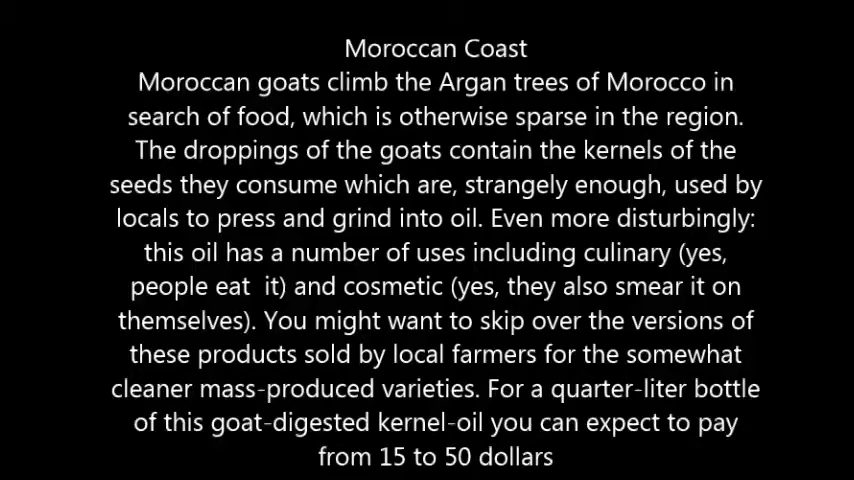 Moroccan Coast
Moroccan goats climb the Argan trees of Morocco in
search of food, which is otherwise sparse in the region.
The droppings of the goats contain the kernels of the
seeds they consume which are, strangely enough, used by
locals to press and grind into oil. Even more disturbingly:
this oil has a number of uses including culinary (yes,
people eat  it) and cosmetic (yes, they also smear it on
themselves). You might want to skip over the versions of
these products sold by local farmers for the somewhat
cleaner mass-produced varieties. For a quarter-liter bottle
of this goat-digested kernel-oil you can expect to pay
from 15 to 50 dollars